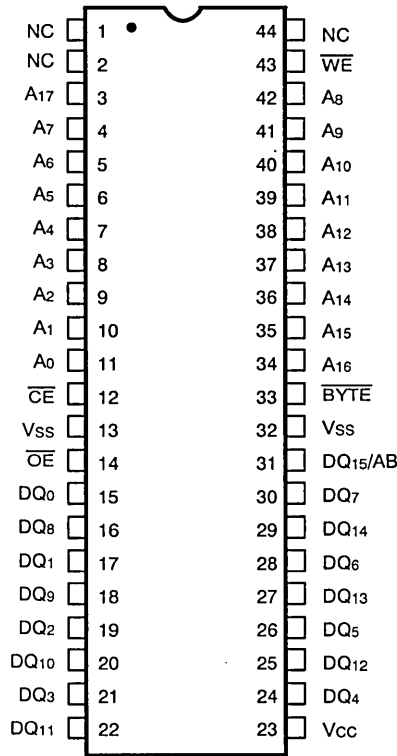 NC 1 44 NC
NC 2 43 W̅E̅
A17 3 42 A8
A7 4 41 A9
A6 5 40 A10
A5 6 39 A11
A4 7 38 A12
A3 8 37 A13
A2 9 36 A14
A1 10 35 A15
A0 11 34 A16
C̅E̅ 12 33 B̅Y̅T̅E̅
VSS 13 32 VSS
O̅E̅ 14 31 DQ15/AB
DQ0 15 30 DQ7
DQ8 16 29 DQ14
DQ1 17 28 DQ6
DQ9 18 27 DQ13
DQ2 19 26 DQ5
DQ10 20 25 DQ12
DQ3 21 24 DQ4
DQ11 22 23 VCC